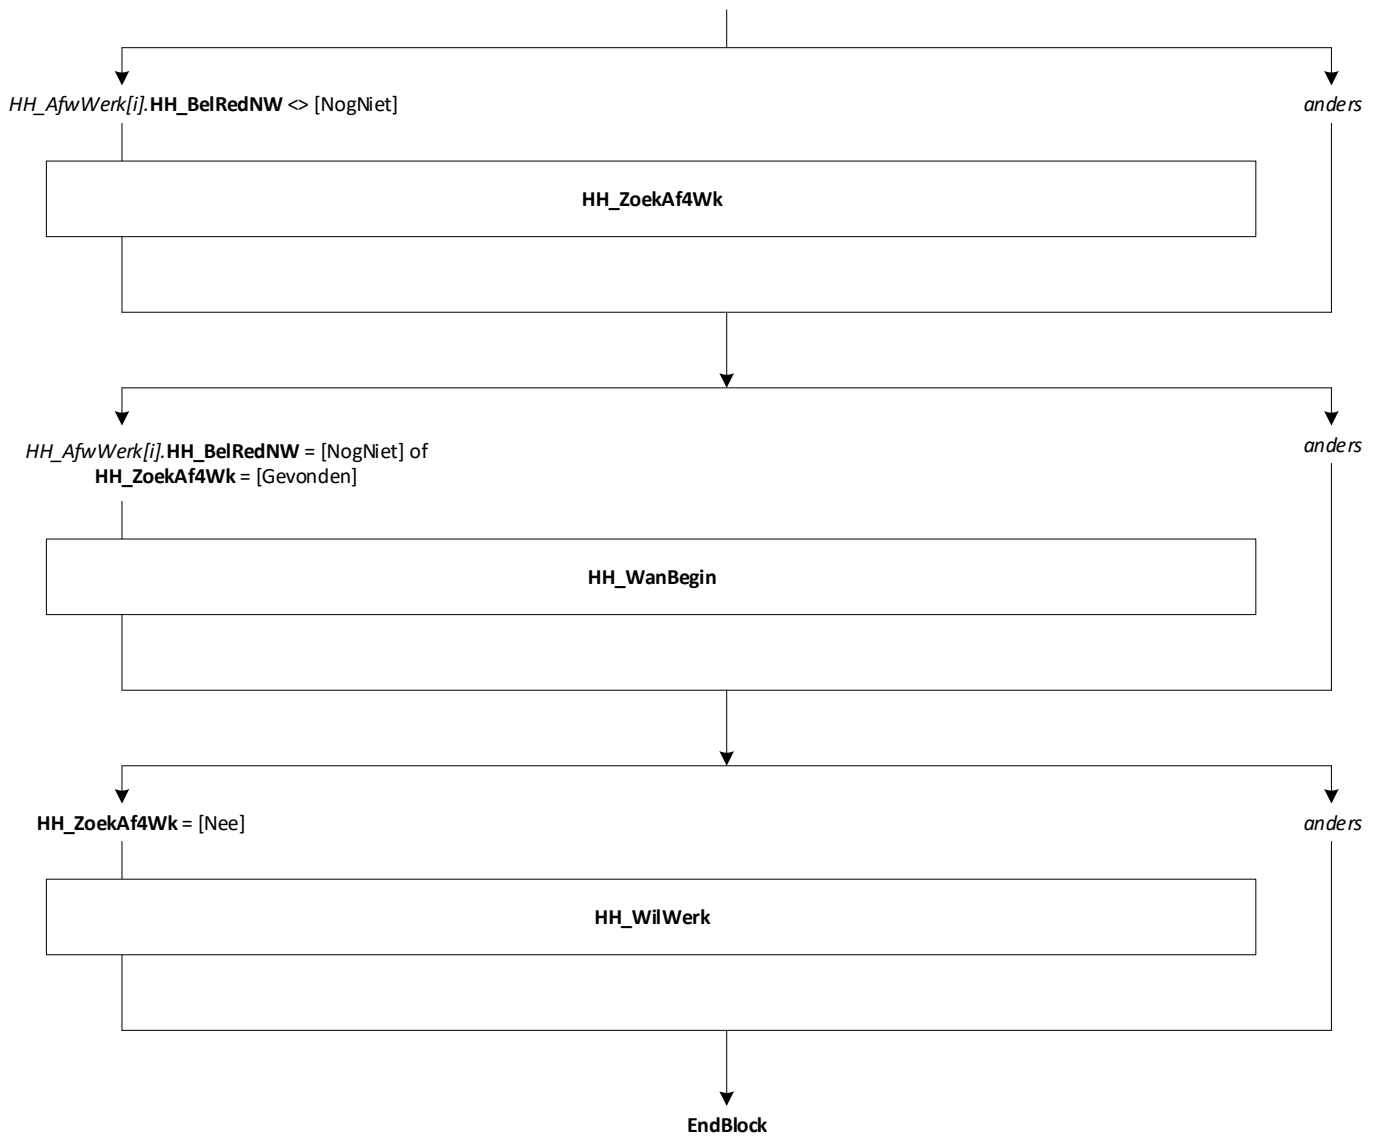 HH_AfwWerk[i].HH_BelRedNW <> [NogNiet]
anders
HH_ZoekAf4Wk
HH_AfwWerk[i].HH_BelRedNW = [NogNiet] of
HH_ZoekAf4Wk = [Gevonden]
anders
HH_WanBegin
HH_ZoekAf4Wk = [Nee]
anders
HH_WilWerk
EndBlock